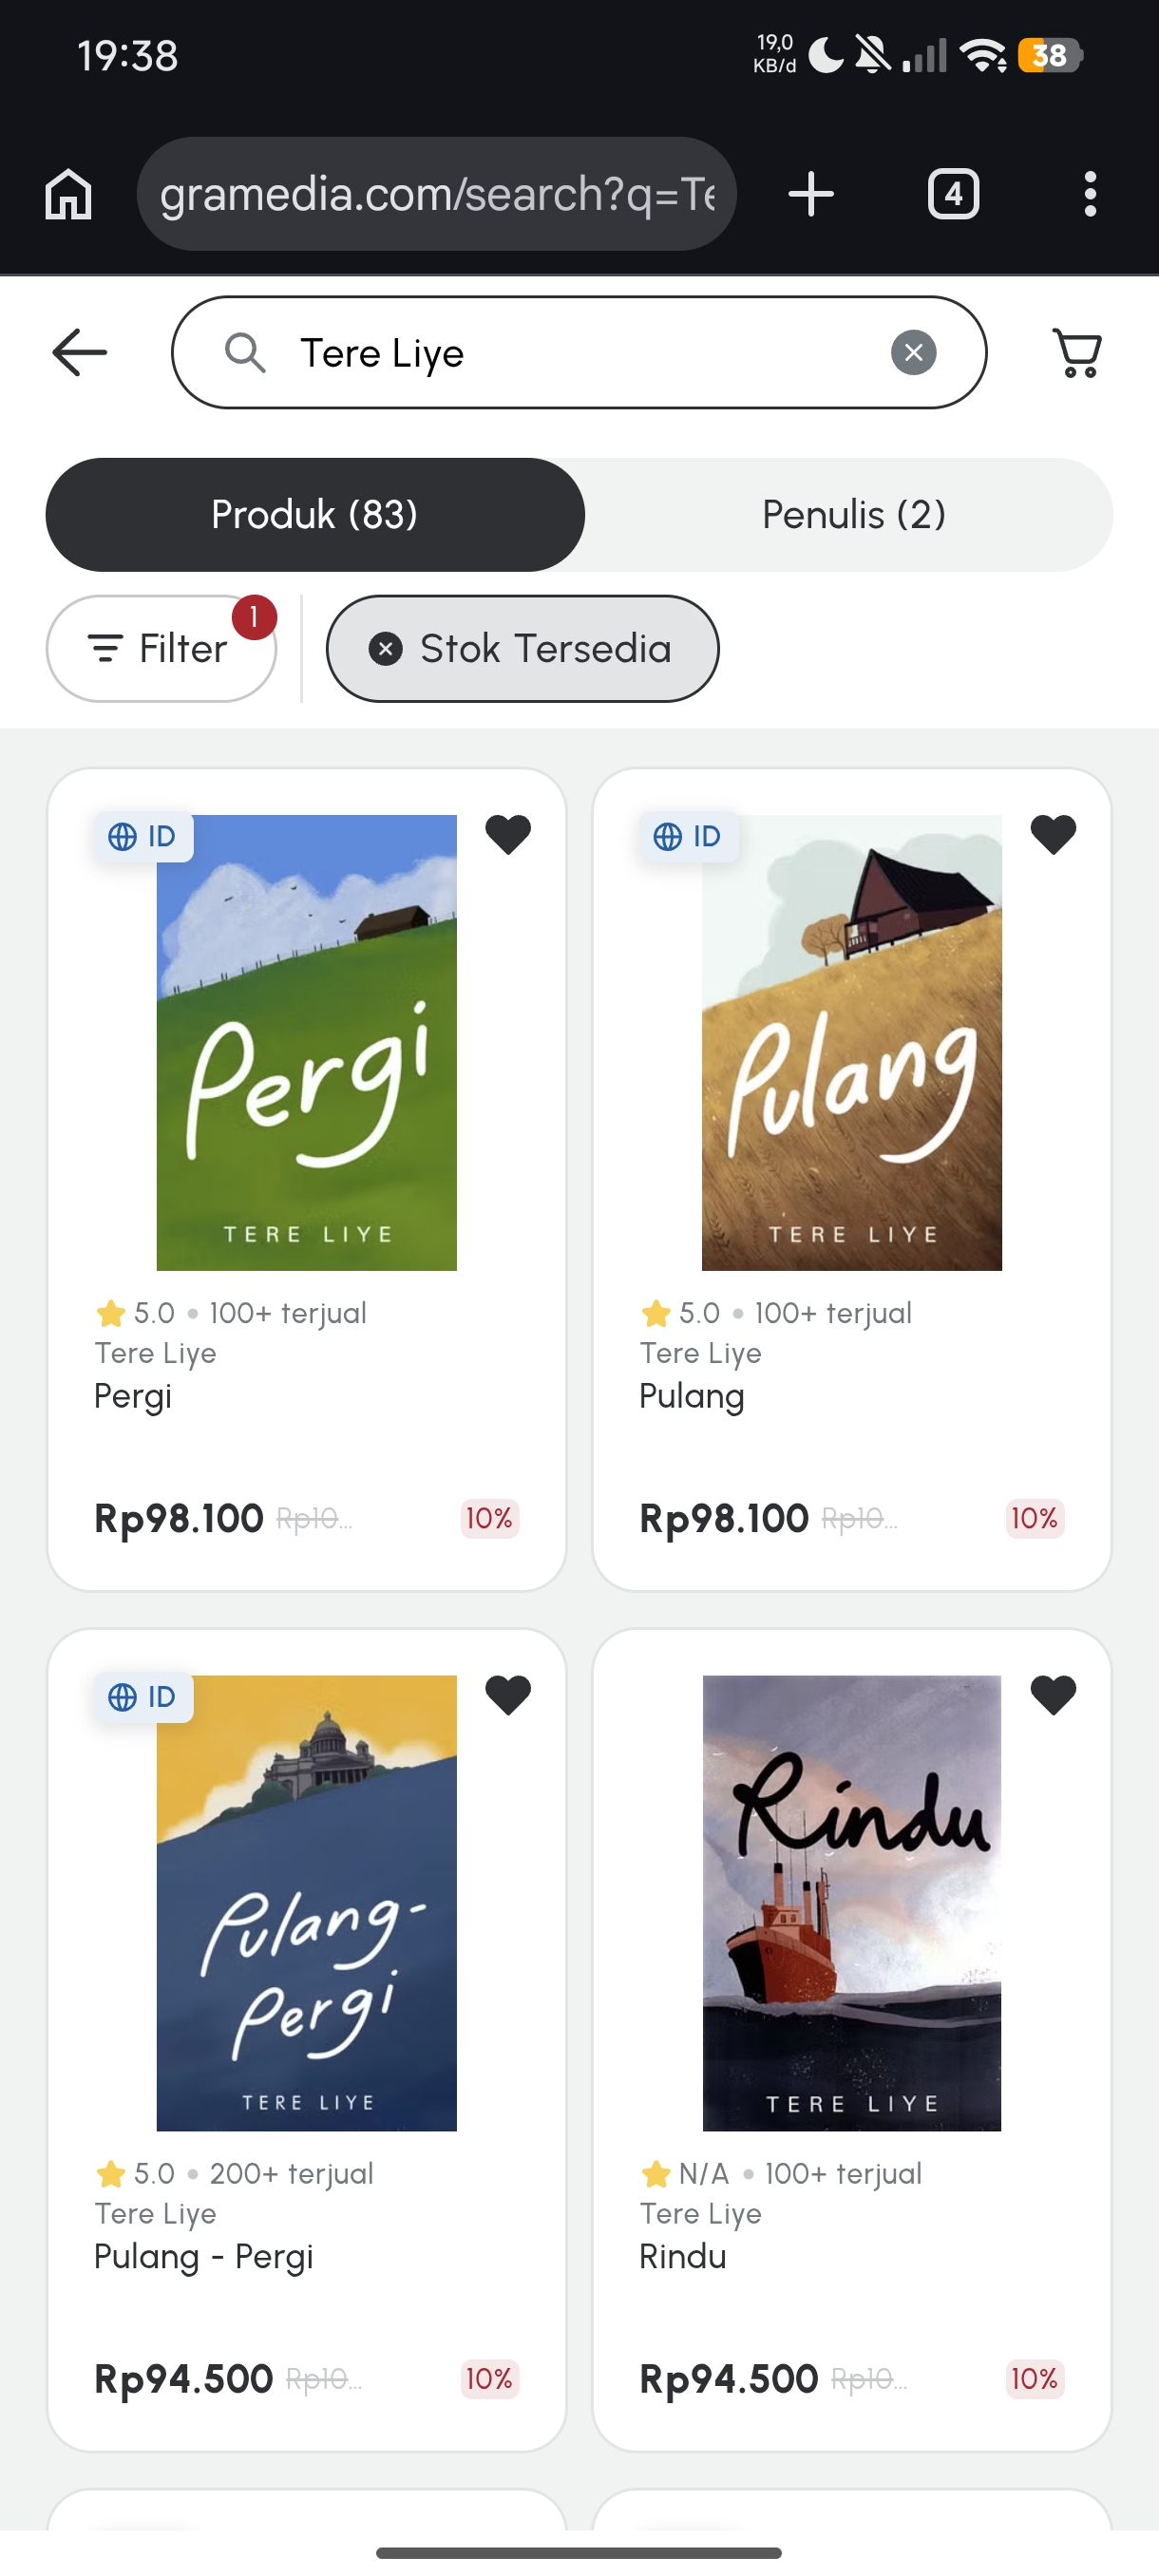 19:38
19,0
KB/d
38
gramedia.com/search?q=Te
4
Tere Liye
Produk (83)
Penulis (2)
1
Filter
Stok Tersedia
ID
Pergi
TERE LIYE
5.0 • 100+ terjual
Tere Liye
Pergi
Rp98.100 Rp10... 10%
ID
Pulang
TERE LIYE
5.0 • 100+ terjual
Tere Liye
Pulang
Rp98.100 Rp10... 10%
ID
Pulang-
Pergi
TERE LIYE
5.0 • 200+ terjual
Tere Liye
Pulang - Pergi
Rp94.500 Rp10... 10%
Rindu
TERE LIYE
N/A • 100+ terjual
Tere Liye
Rindu
Rp94.500 Rp10... 10%